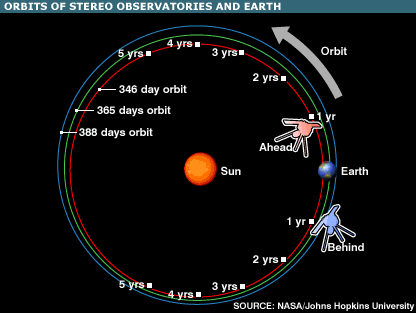 ORBITS OF STEREO OBSERVATORIES AND EARTH
Orbit
4 yrs
5 yrs
3 yrs
2 yrs
346 day orbit
365 days orbit
388 days orbit
1 yr
Ahead
Sun
Earth
1 yr
Behind
2 yrs
5 yrs
3 yrs
4 yrs
SOURCE: NASA/Johns Hopkins University